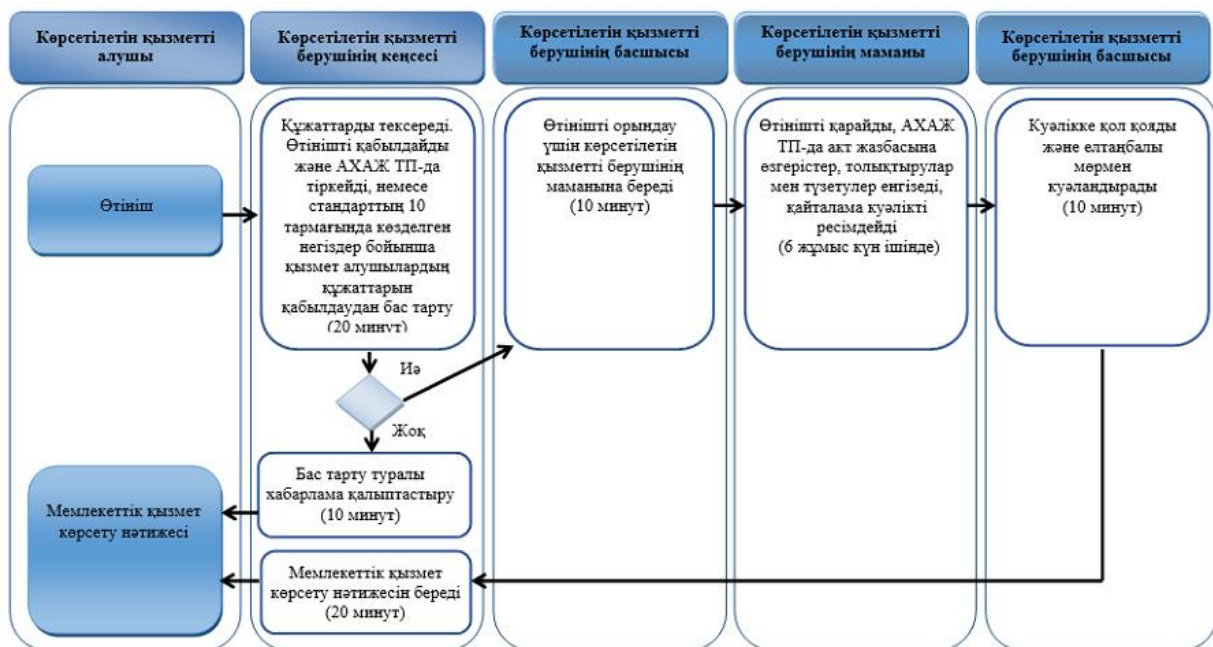 Көрсетілетін қызметті
алушы
Көрсетілетін қызметті
берушінің кеңсесі
Көрсетілетін қызметті
берушінің басшысы
Көрсетілетін қызметті
берушінің маманы
Көрсетілетін қызметті
берушінің басшысы
Өтініш
Құжаттарды тексереді.
Өтінішті қабылдайды
және АХАЖ ТП-да
тіркейді, немесе
стандарттың 10
тармағында көзделген
негіздер бойынша
қызмет алушылардың
құжаттарын
қабылдаудан бас тарту
(20 минут)
Өтінішті орындау
үшін көрсетілетін
қызметті берушінің
маманына береді
(10 минут)
Өтінішті қарайды, АХАЖ
ТП-да акт жазбасына
өзгерістер, толықтырулар
мен түзетулер енгізеді,
қайталама куәлікті
ресімдейді
(6 жұмыс күн ішінде)
Куәлікке қол қояды
және елтаңбалы
мөрмен
куәландырады
(10 минут)
Иә
Жоқ
Бас тарту туралы
хабарлама қалыптастыру
(10 минут)
Мемлекеттік қызмет
көрсету нәтижесі
Мемлекеттік қызмет
көрсету нәтижесін береді
(20 минут)